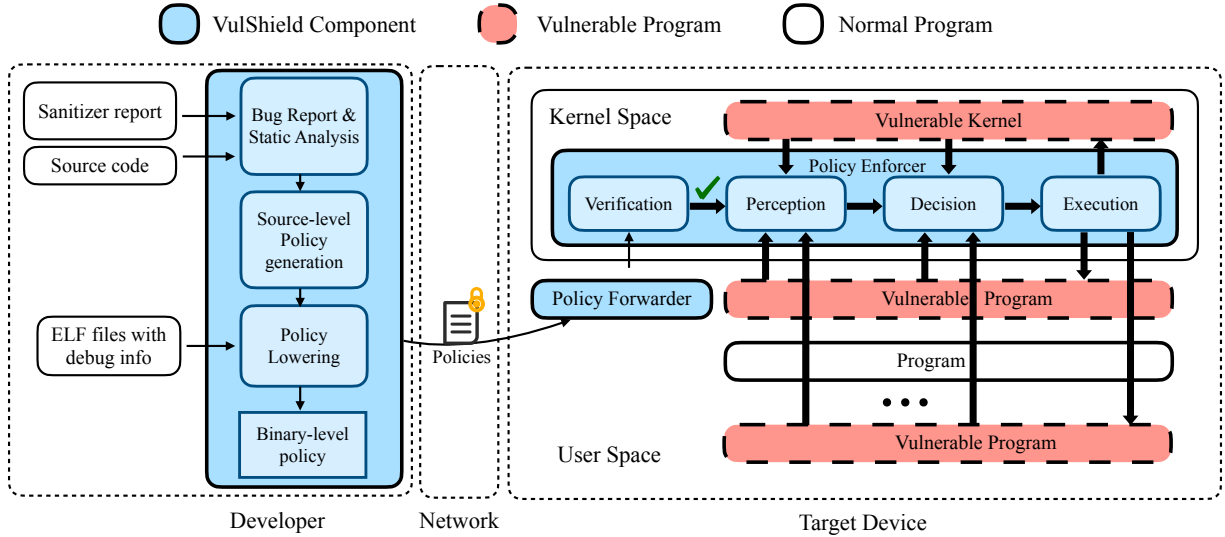 VulShield Component
Vulnerable Program
Normal Program
Sanitizer report
Source code
ELF files with
debug info
Bug Report &
Static Analysis
Source-level
Policy
generation
Policy
Lowering
Binary-level
policy
Developer
Policies
Network
Kernel Space
Vulnerable Kernel
Policy Enforcer
Verification
Perception
Decision
Execution
Policy Forwarder
Vulnerable Program
Program
Vulnerable Program
User Space
Target Device